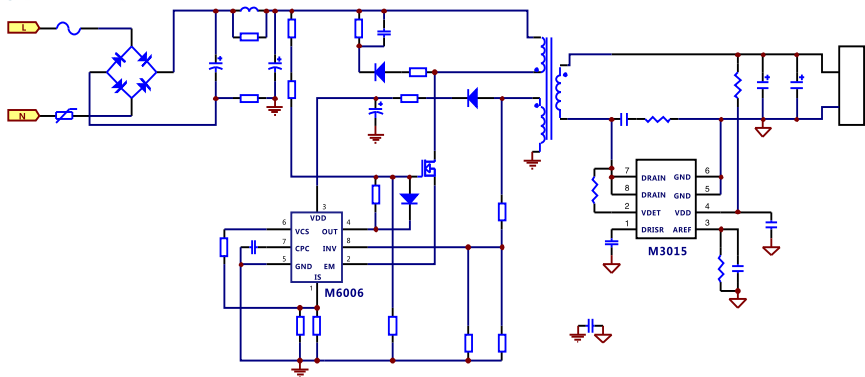 L
N
+
+
+
+
+
3
VDD
6 VCS OUT 4
7 CPC INV 8
5 GND EM 2
IS
1
M6006
7 DRAIN GND 6
8 DRAIN GND 5
2 VDET VDD 4
1 DRISR AREF 3
M3015